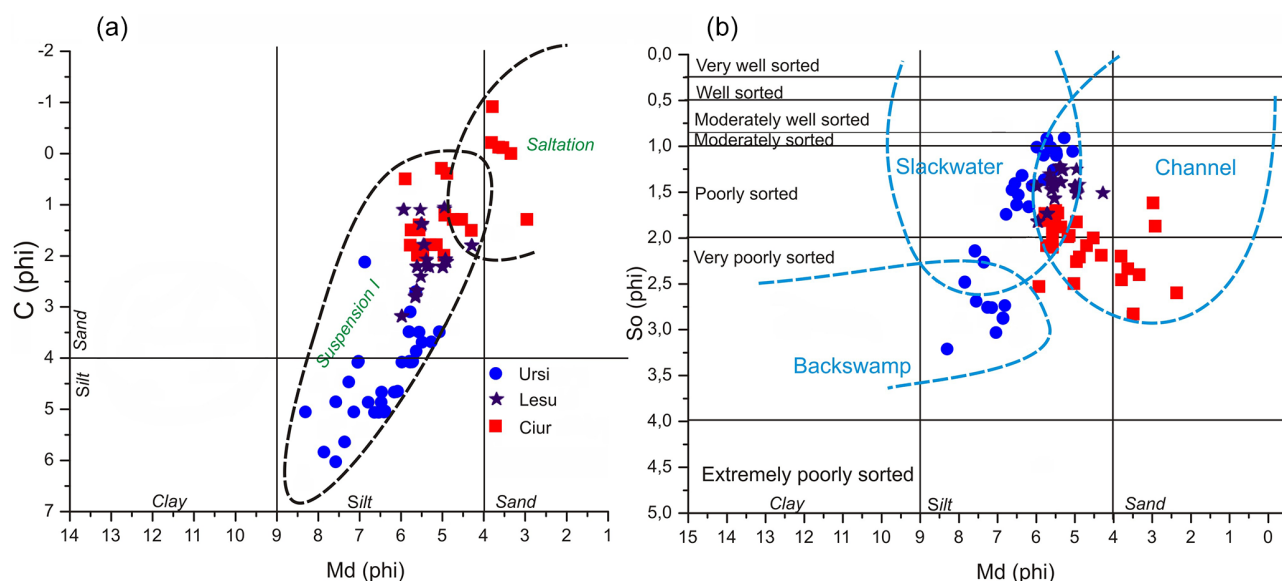 (a)
-2
-1
0
1
2
3
4
5
6
7
C (phi)
Sand
Silt
Saltation
Suspension I
Ursi
Lesu
Ciur
Clay
Silt
Sand
14 13 12 11 10 9 8 7 6 5 4 3 2 1 0
Md (phi)
(b)
0,0
0,5
1,0
1,5
2,0
2,5
3,0
3,5
4,0
4,5
5,0
So (phi)
Very well sorted
Well sorted
Moderately well sorted
Moderately sorted
Poorly sorted
Very poorly sorted
Extremely poorly sorted
Slackwater
Channel
Backswamp
Clay
Silt
Sand
15 14 13 12 11 10 9 8 7 6 5 4 3 2 1 0
Md (phi)